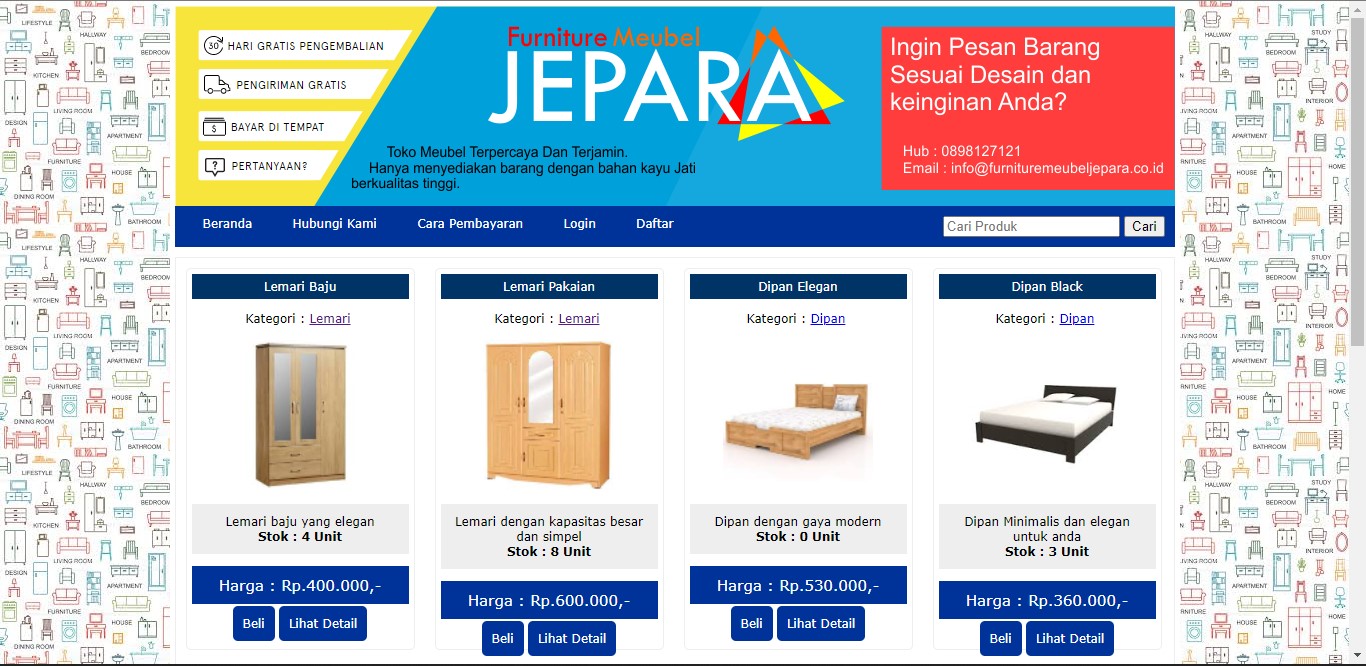 HARI GRATIS PENGEMBALIAN
30
PENGIRIMAN GRATIS
BAYAR DI TEMPAT
PERTANYAAN?
Furniture Meubel
JEPARA
Toko Meubel Terpercaya Dan Terjamin.
Hanya menyediakan barang dengan bahan kayu Jati
berkualitas tinggi.
Ingin Pesan Barang
Sesuai Desain dan
keinginan Anda?
Hub : 0898127121
Email : info@furnituremeubeljepara.co.id
Beranda Hubungi Kami Cara Pembayaran Login Daftar Cari Produk Cari
Lemari Baju
Kategori : Lemari
Lemari baju yang elegan
Stok : 4 Unit
Harga : Rp.400.000,-
Beli Lihat Detail
Lemari Pakaian
Kategori : Lemari
Lemari dengan kapasitas besar
dan simpel
Stok : 8 Unit
Harga : Rp.600.000,-
Beli Lihat Detail
Dipan Elegan
Kategori : Dipan
Dipan dengan gaya modern
Stok : 0 Unit
Harga : Rp.530.000,-
Beli Lihat Detail
Dipan Black
Kategori : Dipan
Dipan Minimalis dan elegan
untuk anda
Stok : 3 Unit
Harga : Rp.360.000,-
Beli Lihat Detail
LIFESTYLE
HALLWAY
BEDROOM
KITCHEN
LIVING ROOM
DESIGN
APARTMENT
FURNITURE
HOUSE
DINING ROOM
BATHROOM
STUDY
INTERIOR
HOME